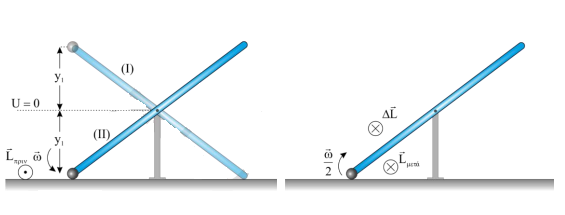 y₁
(I)
U = 0
y₁
(II)
L⃗πριν
ω⃗
ΔL⃗
ω⃗/2
L⃗μετά